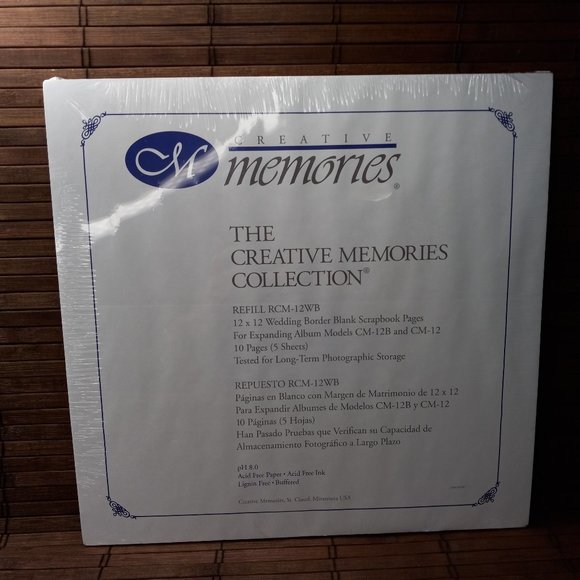 CM
CREATIVE
memories®
THE
CREATIVE MEMORIES
COLLECTION®
REFILL RCM-12WB
12 x 12 Wedding Border Blank Scrapbook Pages
For Expanding Album Models CM-12B and CM-12
10 Pages (5 Sheets)
Tested for Long-Term Photographic Storage
REPUESTO RCM-12WB
Páginas en Blanco con Margen de Matrimonio de 12 x 12
Para Expandir Albumes de Modelos CM-12B y CM-12
10 Páginas (5 Hojas)
Han Pasado Pruebas que Verifican su Capacidad de
Almacenamiento Fotográfico a Largo Plazo
pH 8.0
Acid Free Paper • Acid Free Ink
Lignin Free • Buffered
Creative Memories, St. Cloud, Minnesota USA